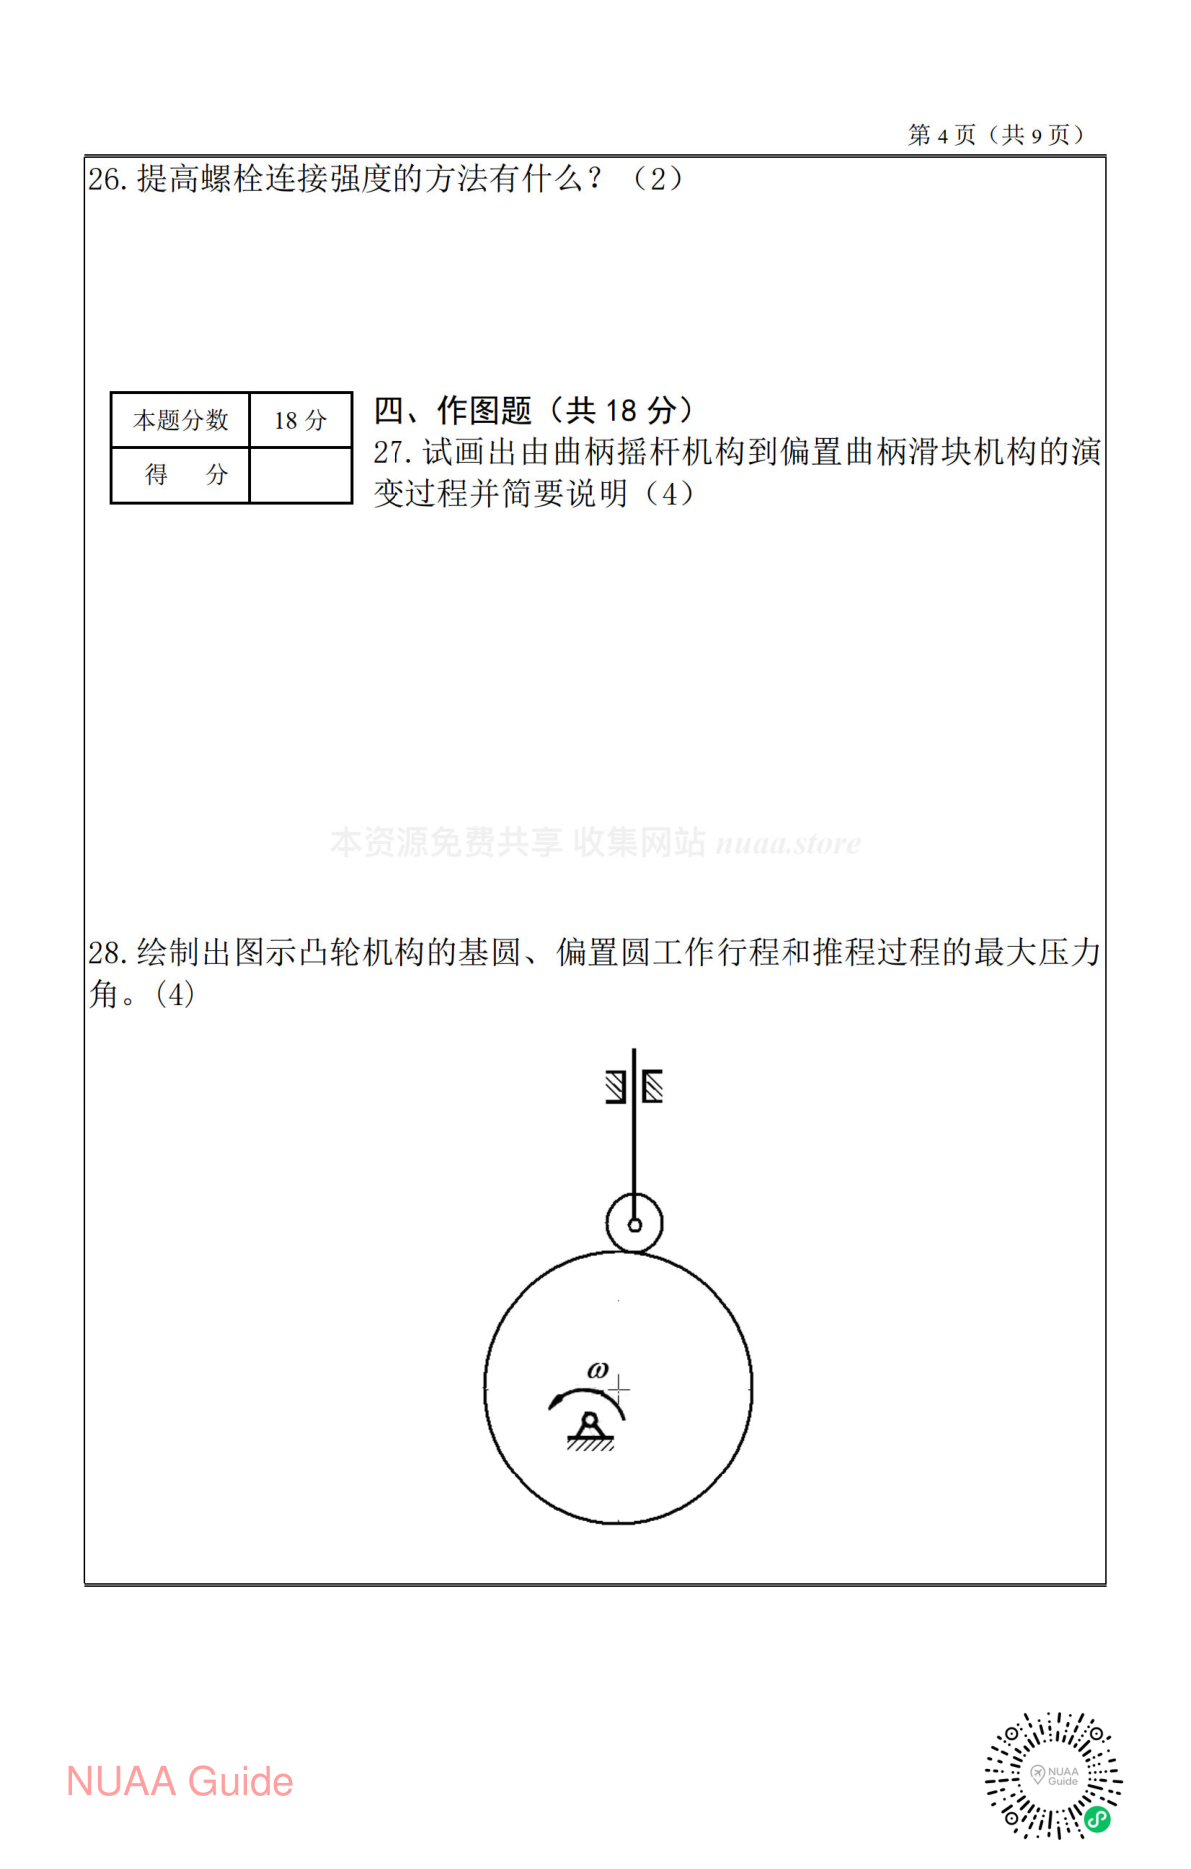 第 4 页（共 9 页）
26. 提高螺栓连接强度的方法有什么？（2）
本题分数 18 分
得 分
四、作图题（共 18 分）
27. 试画出由曲柄摇杆机构到偏置曲柄滑块机构的演
变过程并简要说明（4）
本资源免费共享 收集网站 nuaa.store
28. 绘制出图示凸轮机构的基圆、偏置圆工作行程和推程过程的最大压力
角。(4)
ω
NUAA Guide
NUAA
Guide